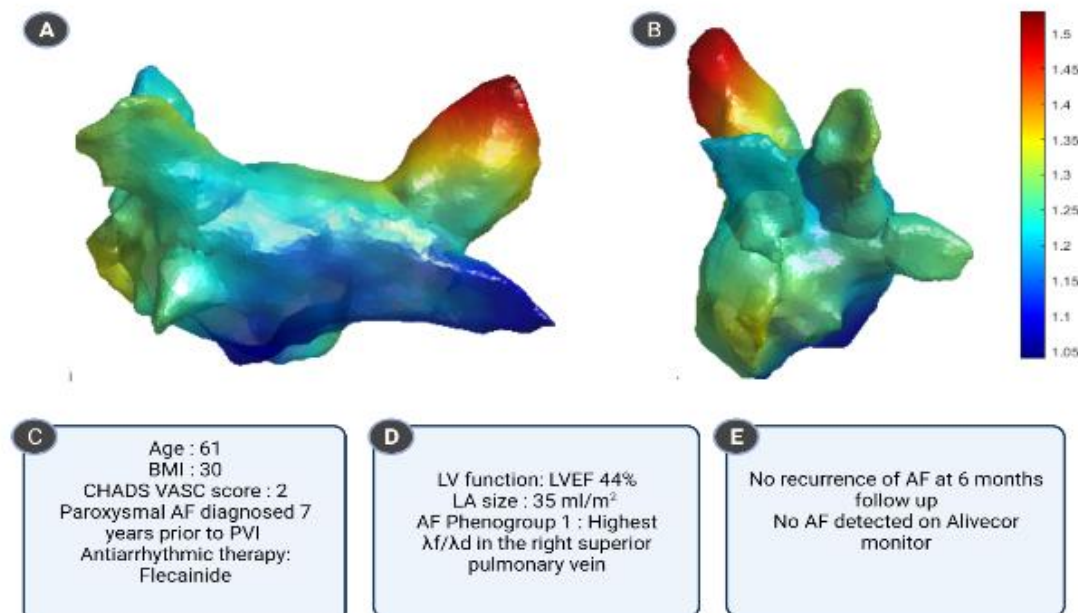 A
B
1.5
1.45
1.4
1.35
1.3
1.25
1.2
1.15
1.1
1.05
C
Age : 61
BMI : 30
CHADS VASC score : 2
Paroxysmal AF diagnosed 7
years prior to PVI
Antiarrhythmic therapy:
Flecainide
D
LV function: LVEF 44%
LA size : 35 ml/m²
AF Phenogroup 1 : Highest
λf/λd in the right superior
pulmonary vein
E
No recurrence of AF at 6 months
follow up
No AF detected on Alivecor
monitor